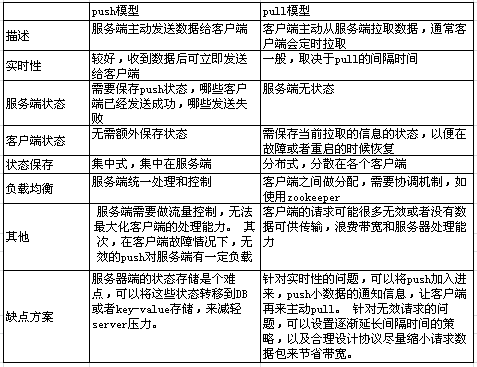 push模型 pull模型
描述 服务端主动发送数据给客户端 客户端主动从服务端拉取数据，通常
客户端会定时拉取
实时性 较好，收到数据后可立即发送 一般，取决于pull的间隔时间
给客户端
服务端状态 需要保存push状态，哪些客户 服务端无状态
端已经发送成功，哪些发送失
败
客户端状态 无需额外保存状态 需保存当前拉取的信息的状态，以便在
故障或者重启的时候恢复
状态保存 集中式，集中在服务端 分布式，分散在各个客户端
负载均衡 服务端统一处理和控制 客户端之间做分配，需要协调机制，如
使用zookeeper
其他 服务端需要做流量控制，无法 客户端的请求可能很多无效或者没有数
最大化客户端的处理能力。 其 据可供传输，浪费带宽和服务器处理能
次，在客户端故障情况下，无 力
效的push对服务端有一定负载
缺点方案 服务器端的状态存储是个难 针对实时性的问题，可以将push加入进
点，可以将这些状态转移到DB 来，push小数据的通知信息，让客户端
或者key-value存储，来减轻 再来主动pull。 针对无效请求的问
server压力。 题，可以设置逐渐延长间隔时间的策
略，以及合理设计协议尽量缩小请求数
据包来节省带宽。